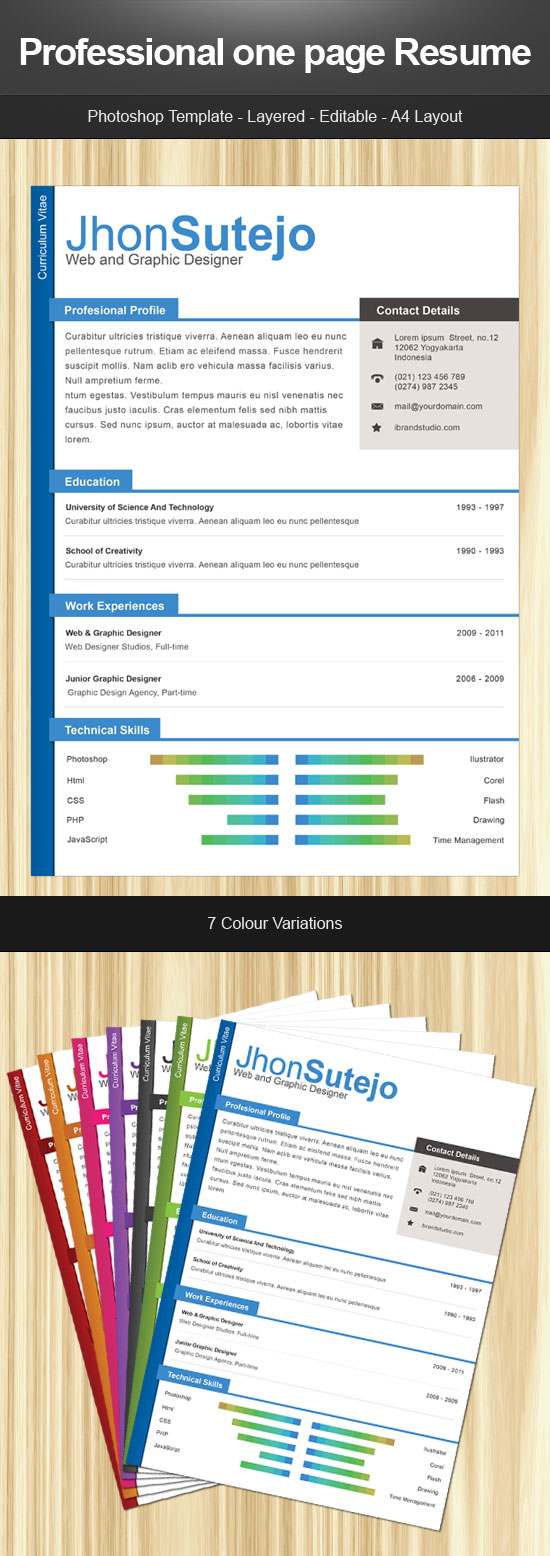 Professional one page Resume
Photoshop Template - Layered - Editable - A4 Layout
Curriculum Vitae
JhonSutejo
Web and Graphic Designer
Profesional Profile
Curabitur ultricies tristique viverra. Aenean aliquam leo eu nunc
pellentesque rutrum. Etiam ac eleifend massa. Fusce hendrerit
suscipit mollis. Nam aclib ero vehicula massa facilisis varius.
Null ampretium ferme.
ntum egestas. Vestibulum tempus mauris eu nisl venenatis nec
faucibus justo iaculis. Cras elementum felis sed nibh mattis
cursus. Sed nunc ipsum, auctor at malesuada ac, lobortis vitae
lorem.
Contact Details
Lorem ipsum Street, no.12
12062 Yogyakarta
Indonesia
(021) 123 456 789
(0274) 987 2345
mail@yourdomain.com
ibrandstudio.com
Education
University of Science And Technology 1993 - 1997
Curabitur ultricies tristique viverra. Aenean aliquam leo eu nunc pellentesque
School of Creativity 1990 - 1993
Curabitur ultricies tristique viverra. Aenean aliquam leo eu nunc pellentesque
Work Experiences
Web & Graphic Designer 2009 - 2011
Web Designer Studios, Full-time
Junior Graphic Designer 2006 - 2009
Graphic Design Agency, Part-time
Technical Skills
Photoshop Ilustrator
Html Corel
CSS Flash
PHP Drawing
JavaScript Time Management
7 Colour Variations
Curriculum Vitae
Curriculum Vitae
Curriculum Vitae
Curriculum Vitae
Curriculum Vitae
Curriculum Vitae
Curriculum Vitae
JhonSutejo
Web and Graphic Designer
Profesional Profile
Curabitur ultricies tristique viverra. Aenean aliquam leo eu nunc
pellentesque rutrum. Etiam ac eleifend massa. Fusce hendrerit
suscipit mollis. Nam aclib ero vehicula massa facilisis varius.
Null ampretium ferme.
ntum egestas. Vestibulum tempus mauris eu nisl venenatis nec
faucibus justo iaculis. Cras elementum felis sed nibh mattis
cursus. Sed nunc ipsum, auctor at malesuada ac, lobortis vitae
lorem.
Contact Details
Lorem ipsum Street, no.12
12062 Yogyakarta
Indonesia
(021) 123 456 789
(0274) 987 2345
mail@yourdomain.com
ibrandstudio.com
Education
University of Science And Technology 1993 - 1997
Curabitur ultricies tristique viverra. Aenean aliquam leo eu nunc pellentesque
School of Creativity 1990 - 1993
Curabitur ultricies tristique viverra. Aenean aliquam leo eu nunc pellentesque
Work Experiences
Web & Graphic Designer 2009 - 2011
Web Designer Studios, Full-time
Junior Graphic Designer 2006 - 2009
Graphic Design Agency, Part-time
Technical Skills
Photoshop Ilustrator
Html Corel
CSS Flash
PHP Drawing
JavaScript Time Management